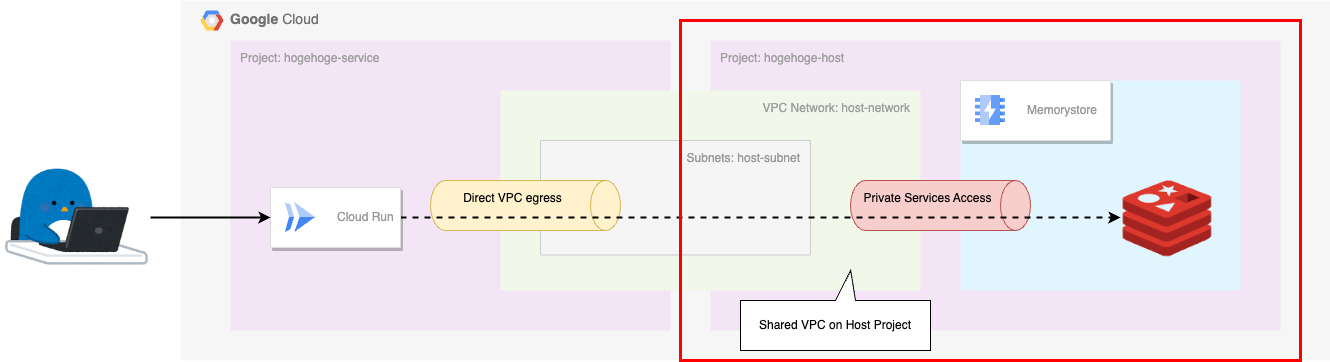 Google Cloud
Project: hogehoge-service
Project: hogehoge-host
VPC Network: host-network
Memorystore
Subnets: host-subnet
Direct VPC egress
Private Services Access
Cloud Run
Shared VPC on Host Project